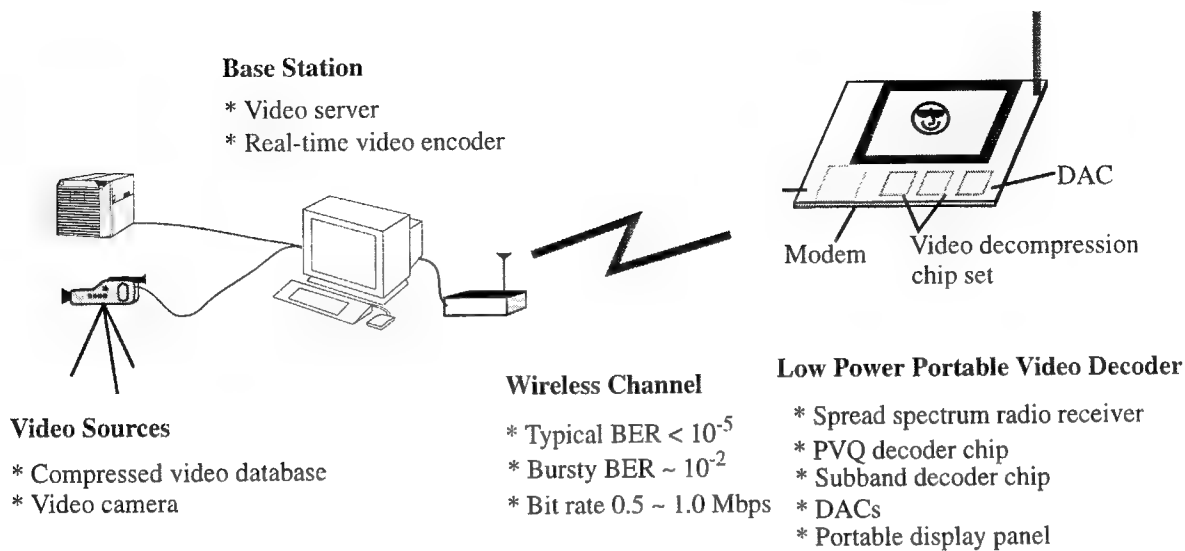 Base Station
* Video server
* Real-time video encoder
DAC
Modem
Video decompression
chip set
Video Sources
* Compressed video database
* Video camera
Wireless Channel
* Typical BER < 10^-5
* Bursty BER ~ 10^-2
* Bit rate 0.5 ~ 1.0 Mbps
Low Power Portable Video Decoder
* Spread spectrum radio receiver
* PVQ decoder chip
* Subband decoder chip
* DACs
* Portable display panel